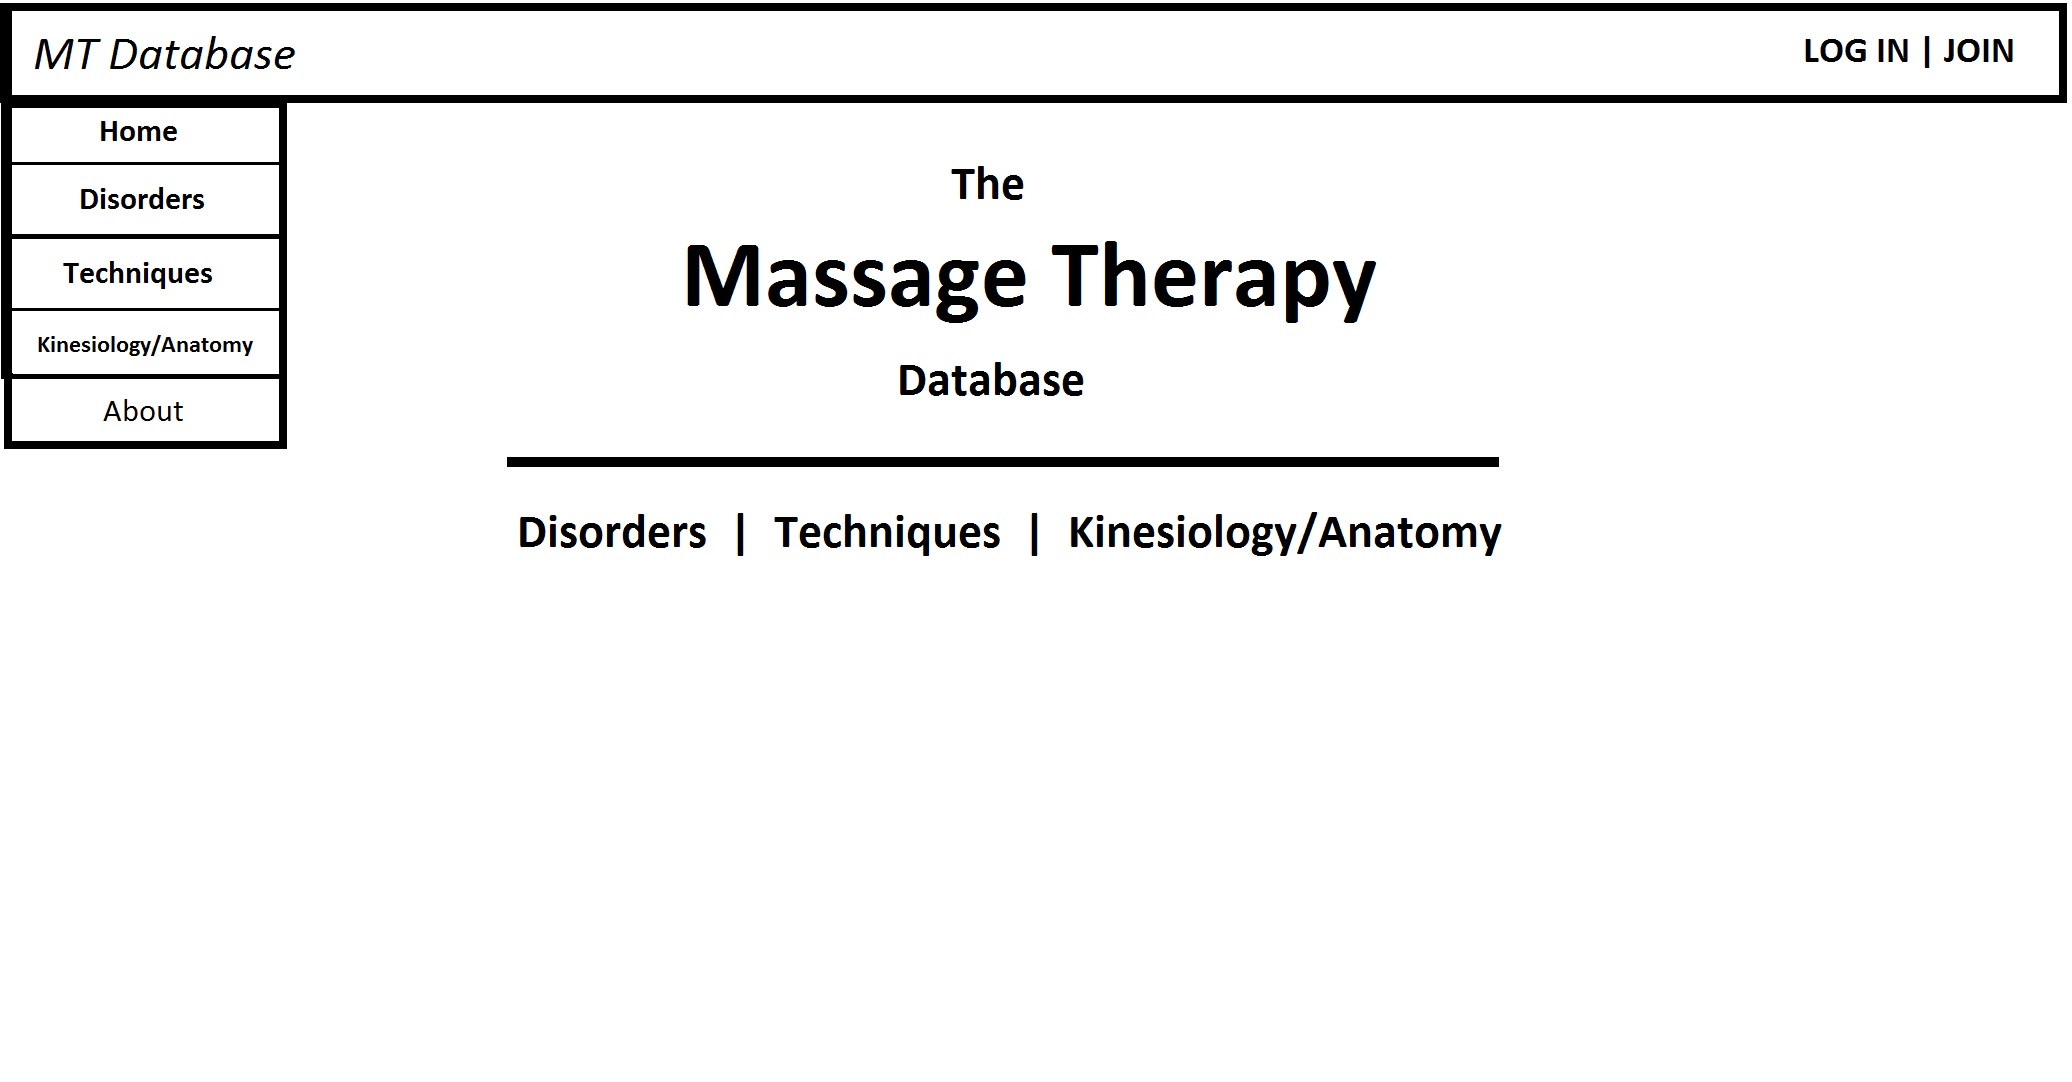 MT Database
LOG IN | JOIN
Home
Disorders
Techniques
Kinesiology/Anatomy
About
The
Massage Therapy
Database
Disorders | Techniques | Kinesiology/Anatomy